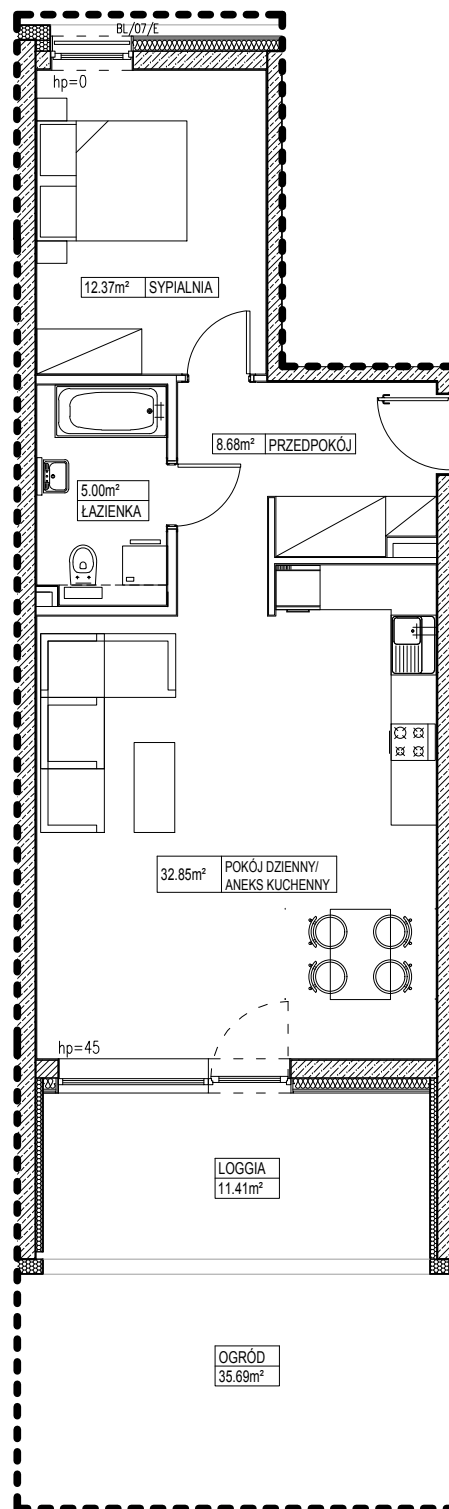 BL/07/E
hp=0
12.37m² SYPIALNIA
8.68m² PRZEDPOKÓJ
5.00m²
ŁAZIENKA
32.85m² POKÓJ DZIENNY/
ANEKS KUCHENNY
hp=45
LOGGIA
11.41m²
OGRÓD
35.69m²